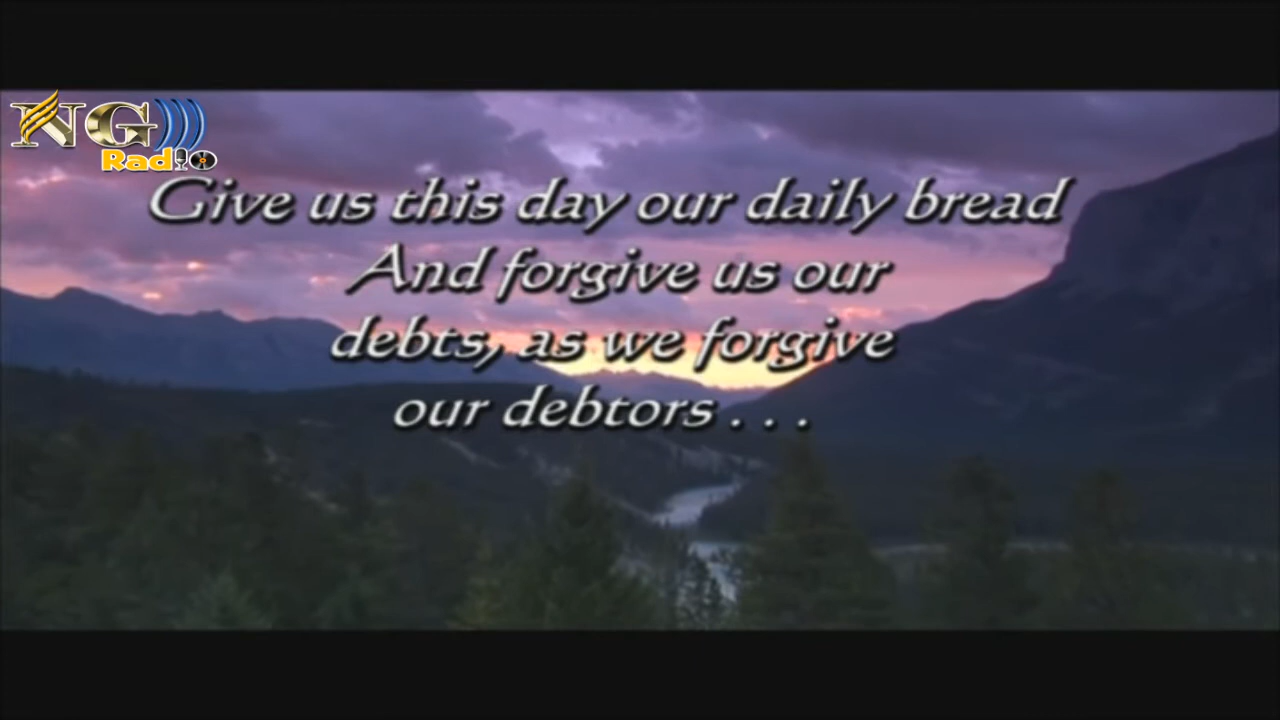 NG
Radio
Give us this day our daily bread
And forgive us our
debts, as we forgive
our debtors . . .